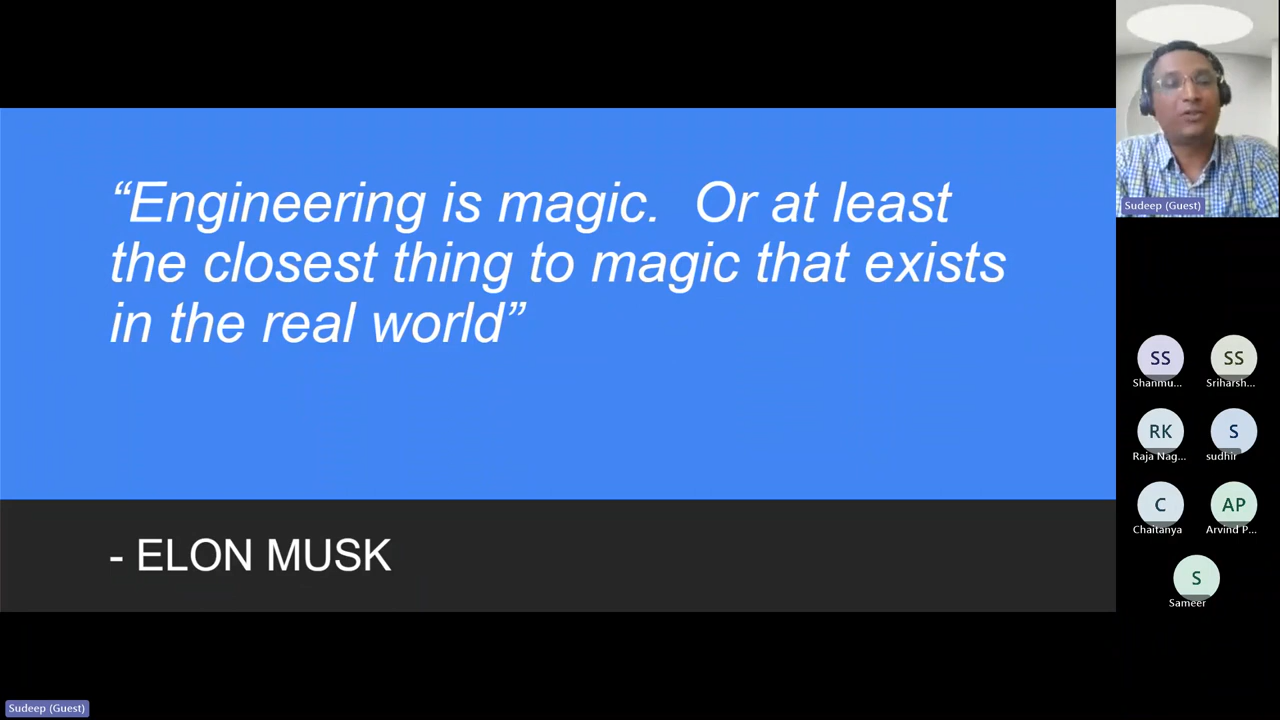 “Engineering is magic.  Or at least
the closest thing to magic that exists
in the real world”
- ELON MUSK
Sudeep (Guest)
SS
SS
Shanmu...
Sriharsh...
RK
S
Raja Nag...
sudhir
C
AP
Chaitanya
Arvind P...
S
Sameer
Sudeep (Guest)